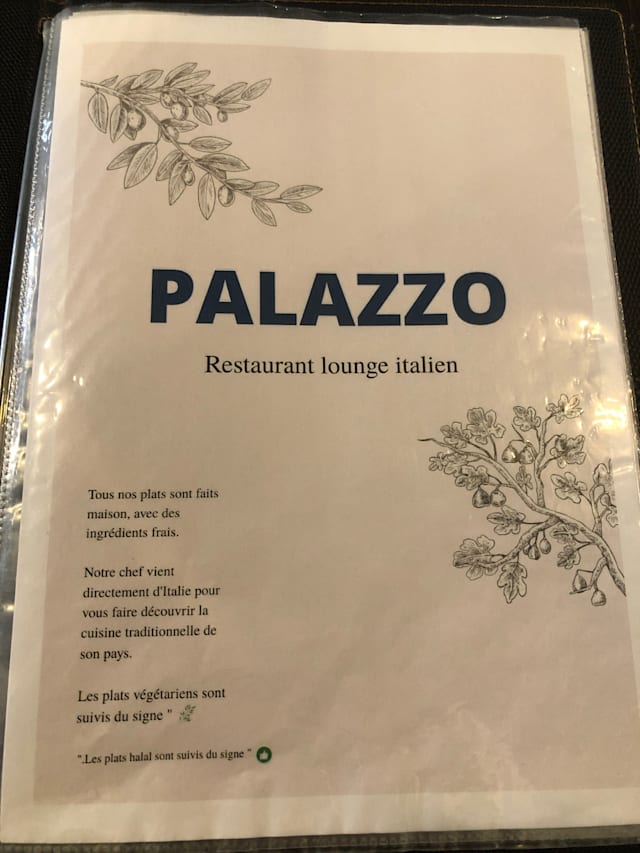 PALAZZO
Restaurant lounge italien
Tous nos plats sont faits
maison, avec des
ingrédients frais.
Notre chef vient
directement d'Italie pour
vous faire découvrir la
cuisine traditionnelle de
son pays.
Les plats végétariens sont
suivis du signe "
".Les plats halal sont suivis du signe "